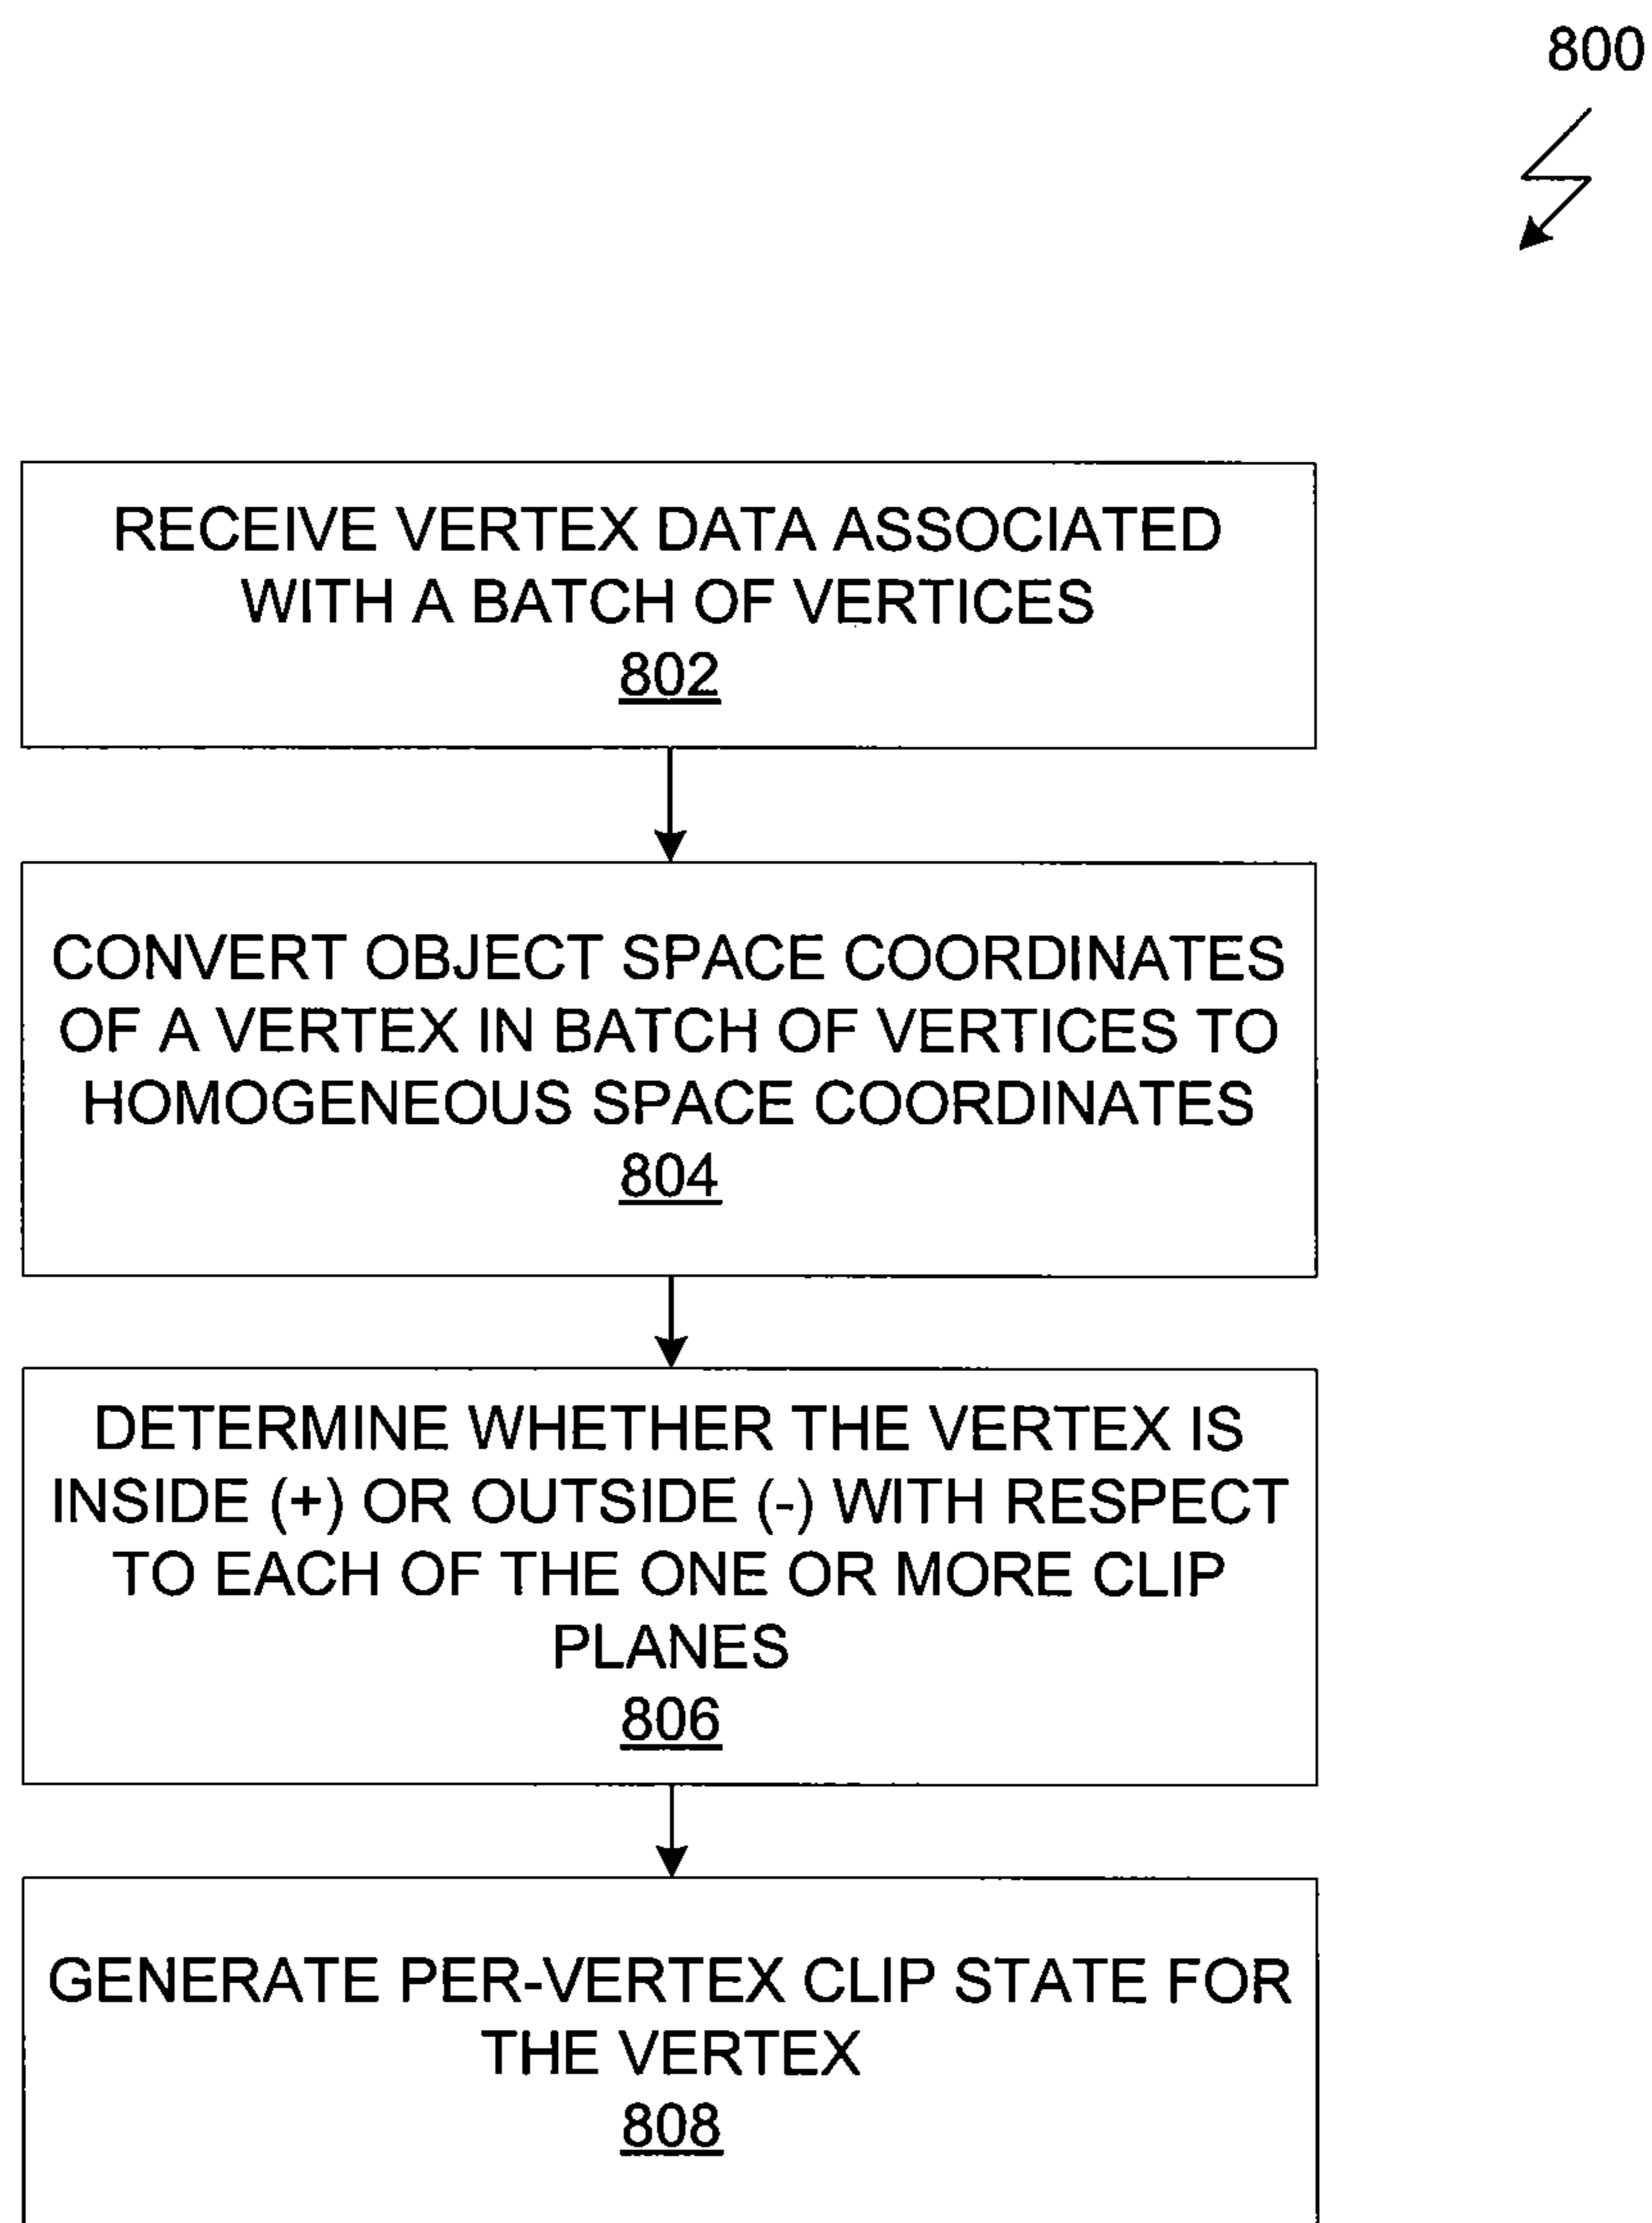 800
RECEIVE VERTEX DATA ASSOCIATED
WITH A BATCH OF VERTICES
802
CONVERT OBJECT SPACE COORDINATES
OF A VERTEX IN BATCH OF VERTICES TO
HOMOGENEOUS SPACE COORDINATES
804
DETERMINE WHETHER THE VERTEX IS
INSIDE (+) OR OUTSIDE (-) WITH RESPECT
TO EACH OF THE ONE OR MORE CLIP
PLANES
806
GENERATE PER-VERTEX CLIP STATE FOR
THE VERTEX
808